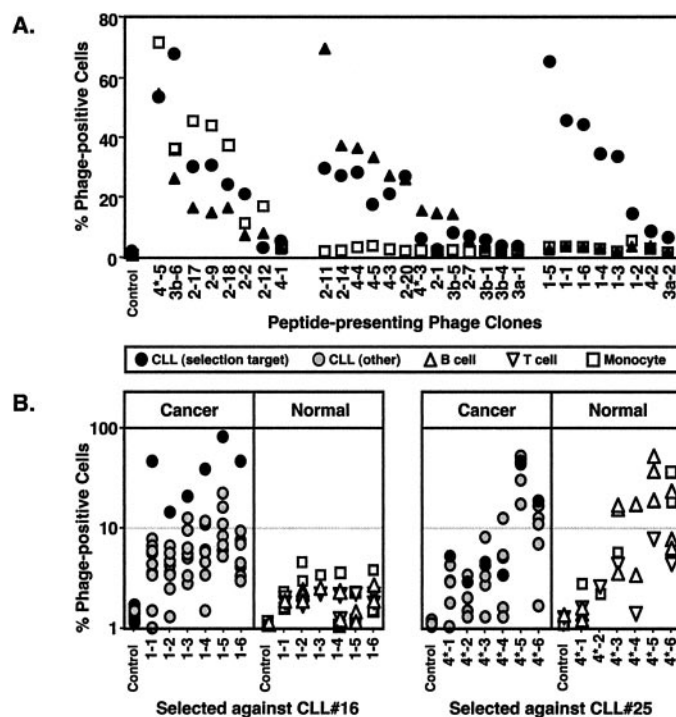 A.
% Phage-positive Cells
80
60
40
20
0
Control
4*-5
3b-6
2-17
2-9
2-18
2-2
2-12
4-1
2-11
2-14
4-4
4-5
4-3
2-20
4*-3
2-1
3b-5
2-7
3b-1
3b-4
3a-1
1-5
1-1
1-6
1-4
1-3
1-2
4-2
3a-2
Peptide-presenting Phage Clones
CLL (selection target) CLL (other) B cell T cell Monocyte
B.
Cancer Normal
% Phage-positive Cells
100
10
1
Control
1-1
1-2
1-3
1-4
1-5
1-6
Control
1-1
1-2
1-3
1-4
1-5
1-6
Selected against CLL#16
Cancer Normal
% Phage-positive Cells
Control
4*-1
4*-2
4*-3
4*-4
4*-5
4*-6
Control
4*-1
4*-2
4*-3
4*-4
4*-5
4*-6
Selected against CLL#25